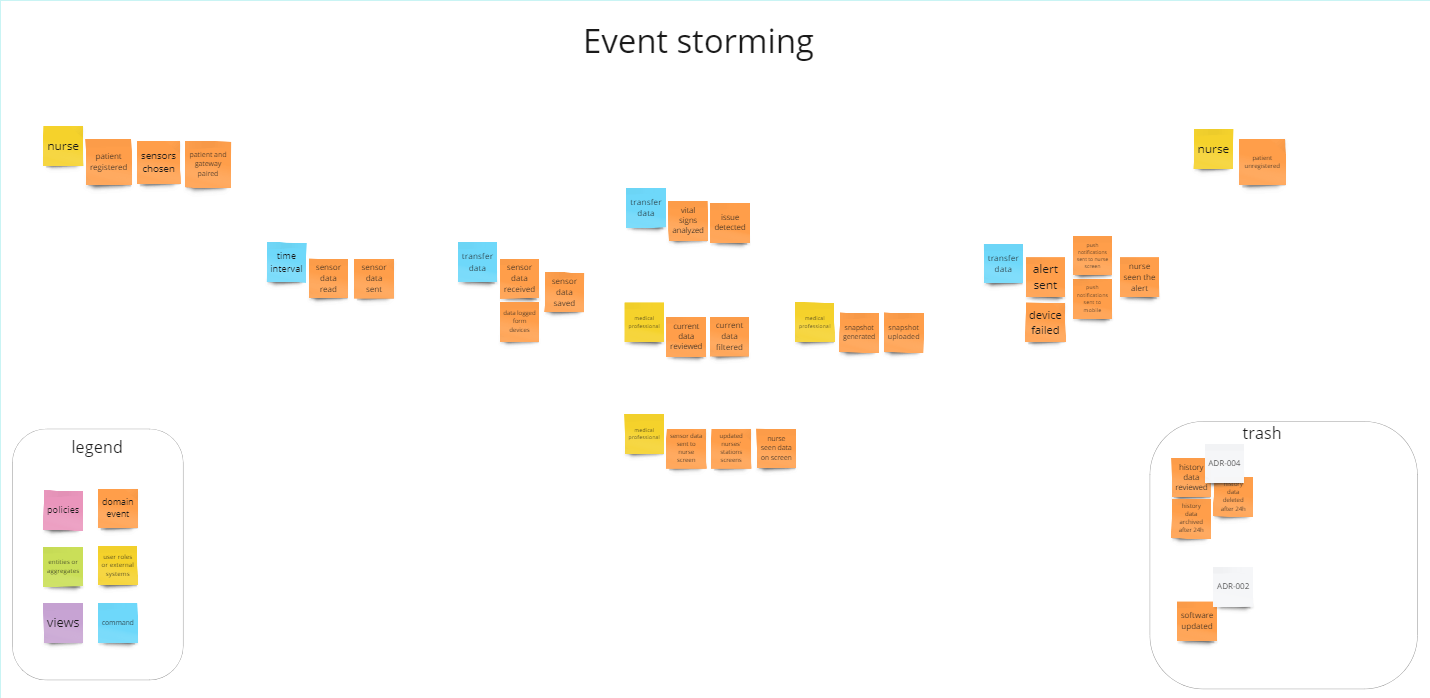 Event storming
nurse
patient
registered
sensors
chosen
patient and
gateway
paired
nurse
patient
unregistered
time
interval
sensor
data
read
sensor
data
sent
transfer
data
sensor
data
received
data logged
form
devices
sensor
data
saved
transfer
data
vital
signs
analyzed
issue
detected
medical
professional
current
data
reviewed
current
data
filtered
medical
professional
snapshot
generated
snapshot
uploaded
medical
professional
sensor data
sent to
nurse
screen
updated
nurses'
stations
screens
nurse
seen data
on screen
transfer
data
alert
sent
device
failed
push
notifications
sent to nurse
screen
push
notifications
sent to
mobile
nurse
seen the
alert
legend
policies
domain
event
entities or
aggregates
user roles
or external
systems
views
command
trash
history
data
reviewed
ADR-004
history
data
deleted
after 24h
history
data
archived
after 24h
ADR-002
software
updated